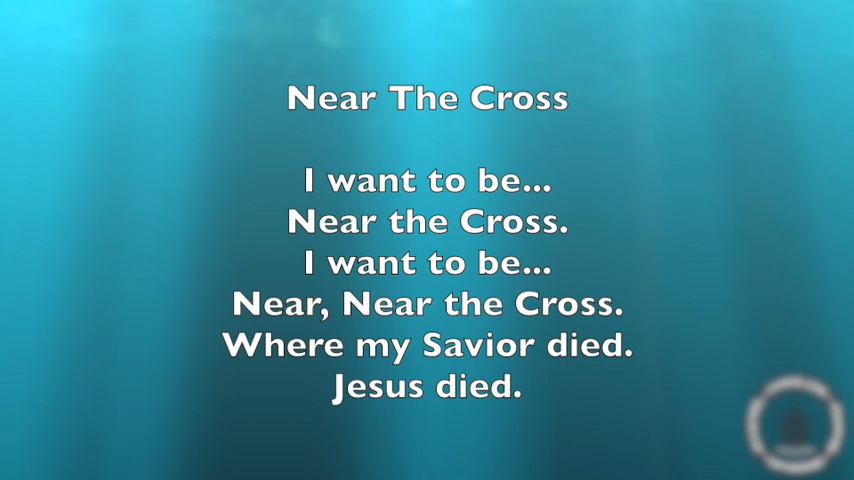 Near The Cross
I want to be...
Near the Cross.
I want to be...
Near, Near the Cross.
Where my Savior died.
Jesus died.